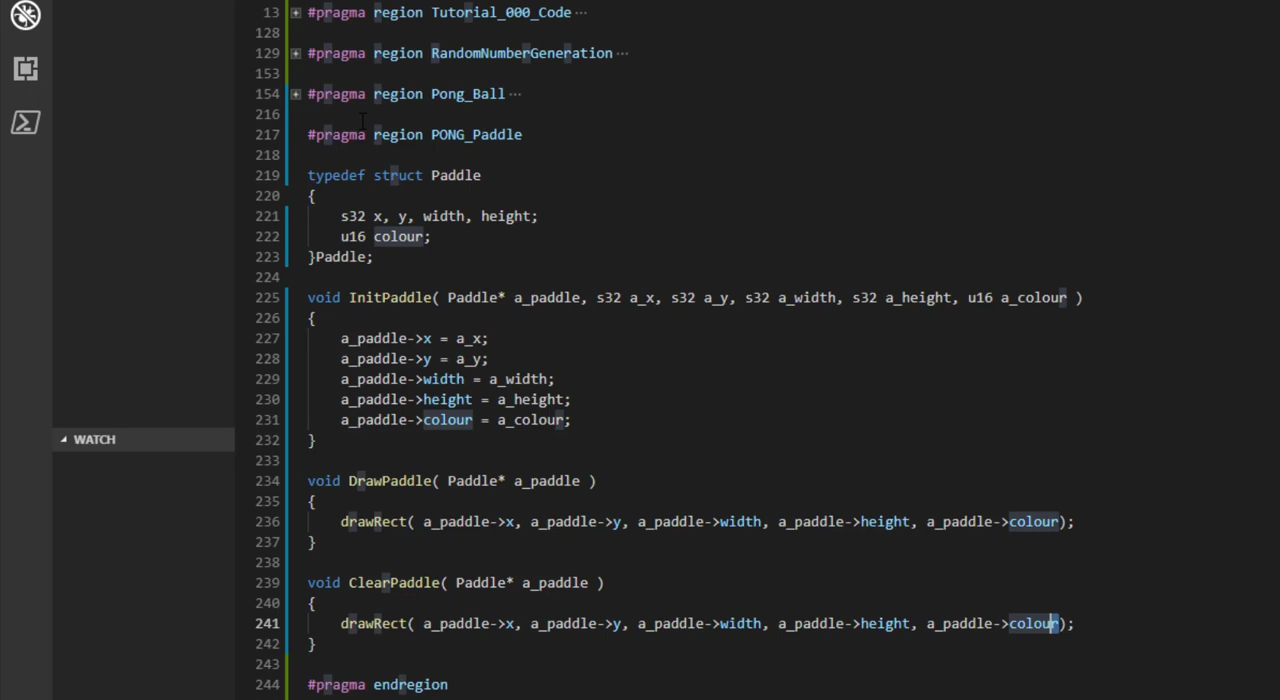 13 #pragma region Tutorial_000_Code ...
128
129 #pragma region RandomNumberGeneration ...
153
154 #pragma region Pong_Ball ...
216
217 #pragma region PONG_Paddle
218
219 typedef struct Paddle
220 {
221 s32 x, y, width, height;
222 u16 colour;
223 }Paddle;
224
225 void InitPaddle( Paddle* a_paddle, s32 a_x, s32 a_y, s32 a_width, s32 a_height, u16 a_colour )
226 {
227 a_paddle->x = a_x;
228 a_paddle->y = a_y;
229 a_paddle->width = a_width;
230 a_paddle->height = a_height;
WATCH
231 a_paddle->colour = a_colour;
232 }
233
234 void DrawPaddle( Paddle* a_paddle )
235 {
236 drawRect( a_paddle->x, a_paddle->y, a_paddle->width, a_paddle->height, a_paddle->colour);
237 }
238
239 void ClearPaddle( Paddle* a_paddle )
240 {
241 drawRect( a_paddle->x, a_paddle->y, a_paddle->width, a_paddle->height, a_paddle->colour);
242 }
243
244 #pragma endregion